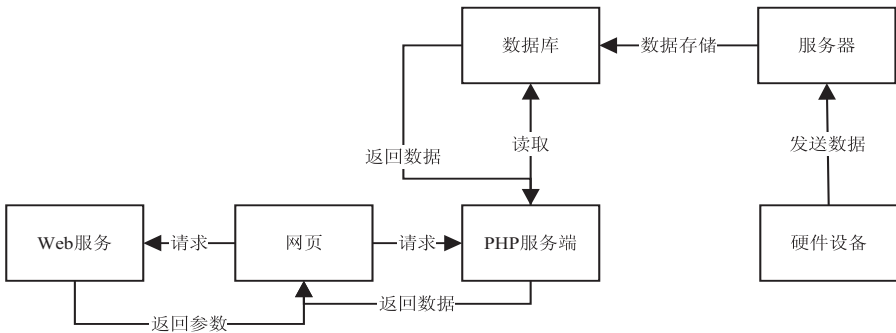 数据库
数据存储
服务器
返回数据
读取
发送数据
Web服务
请求
网页
请求
PHP服务端
硬件设备
返回数据
返回参数